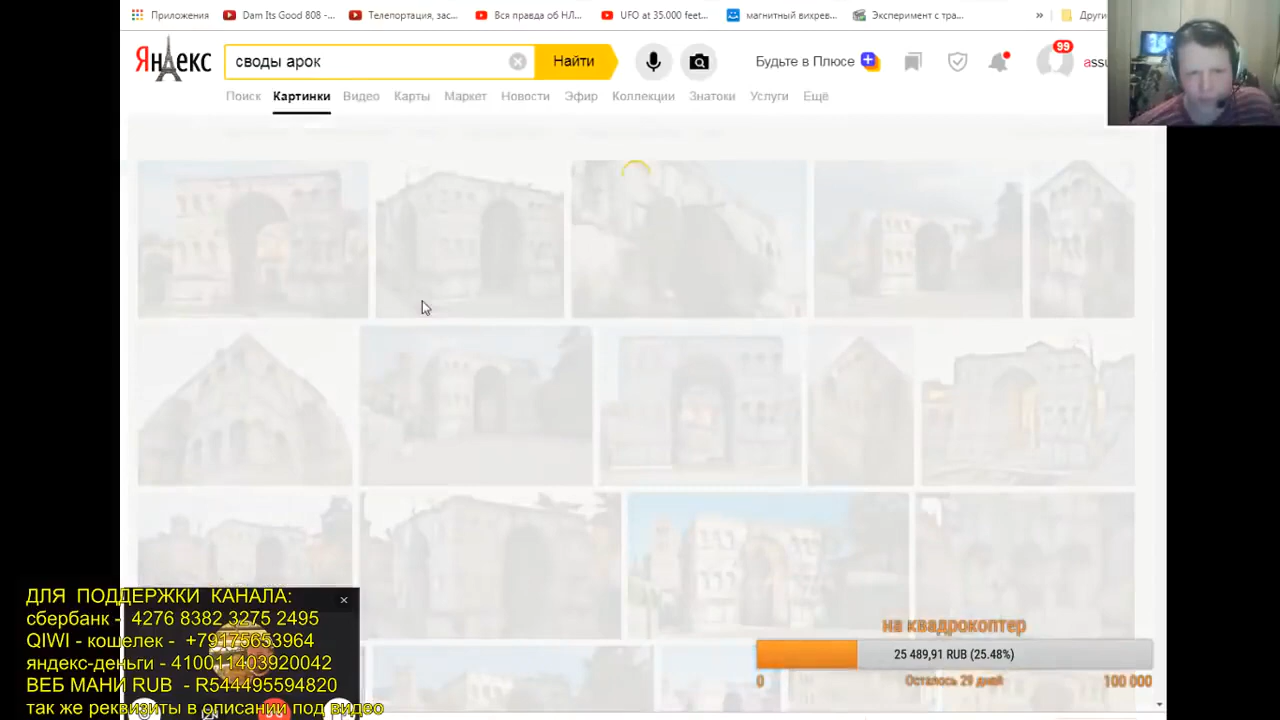 Приложения
Dam Its Good 808 -...
Телепортация, зас...
Вся правда об НЛ...
UFO at 35.000 feet...
магнитный вихрев...
Эксперимент с тра...
»
Други
Яндекс
своды арок
Найти
Будьте в Плюсе
99
assu
Поиск
Картинки
Видео
Карты
Маркет
Новости
Эфир
Коллекции
Знатоки
Услуги
Ещё
ДЛЯ ПОДДЕРЖКИ КАНАЛА:
сбербанк - 4276 8382 3275 2495
QIWI - кошелек - +79175653964
яндекс-деньги - 410011403920042
ВЕБ МАНИ RUB - R544495594820
так же реквизиты в описании под видео
на квадрокоптер
25 489,91 RUB (25.48%)
0
Осталось 29 дней
100 000